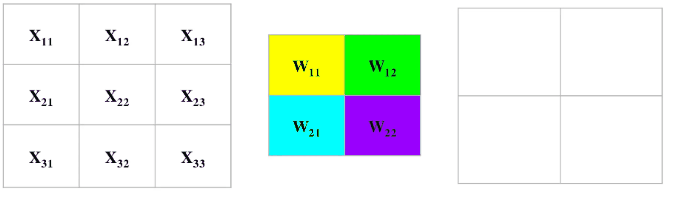 X₁₁ X₁₂ X₁₃
X₂₁ X₂₂ X₂₃
X₃₁ X₃₂ X₃₃
W₁₁ W₁₂
W₂₁ W₂₂